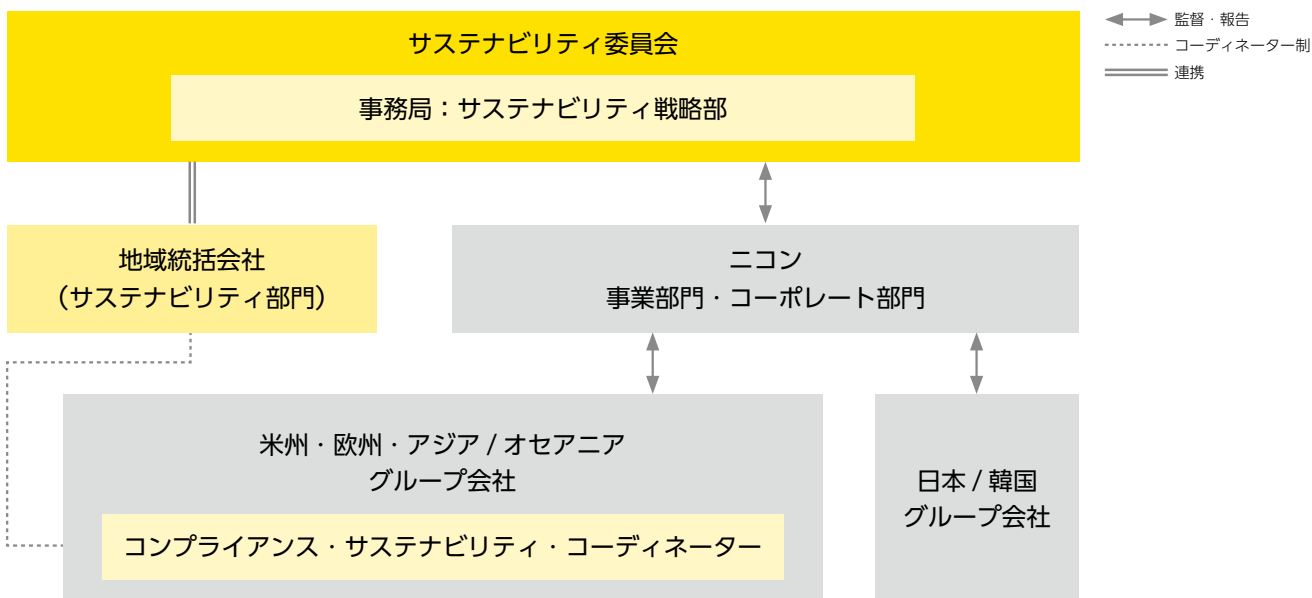 サステナビリティ委員会
事務局：サステナビリティ戦略部
監督・報告
コーディネーター制
連携
地域統括会社
（サステナビリティ部門）
ニコン
事業部門・コーポレート部門
米州・欧州・アジア / オセアニア
グループ会社
コンプライアンス・サステナビリティ・コーディネーター
日本 / 韓国
グループ会社